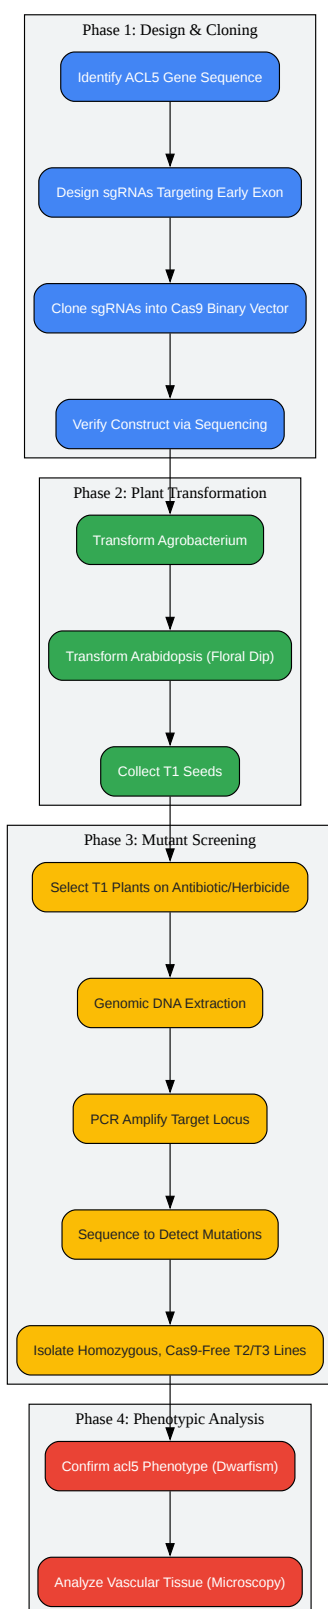 Phase 1: Design & Cloning
Identify ACL5 Gene Sequence
Design sgRNAs Targeting Early Exon
Clone sgRNAs into Cas9 Binary Vector
Verify Construct via Sequencing
Phase 2: Plant Transformation
Transform Agrobacterium
Transform Arabidopsis (Floral Dip)
Collect T1 Seeds
Phase 3: Mutant Screening
Select T1 Plants on Antibiotic/Herbicide
Genomic DNA Extraction
PCR Amplify Target Locus
Sequence to Detect Mutations
Isolate Homozygous, Cas9-Free T2/T3 Lines
Phase 4: Phenotypic Analysis
Confirm acl5 Phenotype (Dwarfism)
Analyze Vascular Tissue (Microscopy)